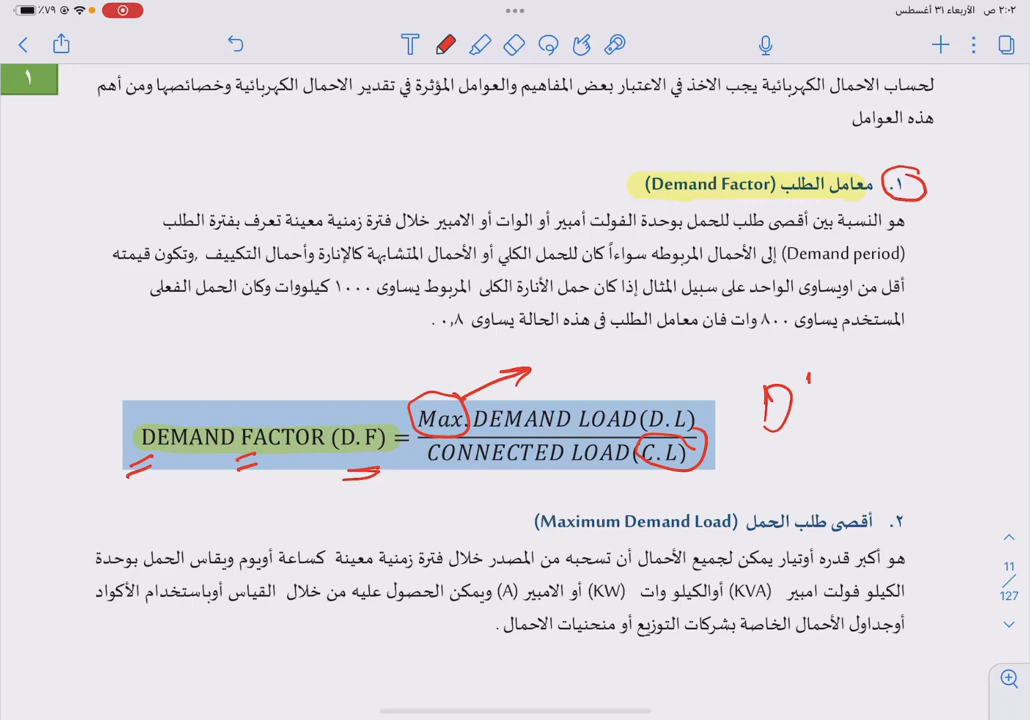 ٪٧٩
٢:٠٢ ص الأربعاء ٣١ أغسطس
١
لحساب الاحمال الكهربائية يجب الاخذ في الاعتبار بعض المفاهيم والعوامل المؤثرة في تقدير الاحمال الكهربائية وخصائصها ومن أهم
هذه العوامل
١. معامل الطلب (Demand Factor)
هو النسبة بين أقصى طلب للحمل بوحدة الفولت أمبير أو الوات أو الامبير خلال فترة زمنية معينة تعرف بفترة الطلب
(Demand period) إلى الأحمال المربوطه سواءاً كان للحمل الكلي أو الأحمال المتشابهة كالإنارة وأحمال التكييف ,وتكون قيمته
أقل من اويساوى الواحد على سبيل المثال إذا كان حمل الأنارة الكلى المربوط يساوى ١٠٠٠ كيلووات وكان الحمل الفعلى
المستخدم يساوى ٨٠٠ وات فان معامل الطلب فى هذه الحالة يساوى ٠,٨ .
DEMAND FACTOR (D.F) = Max.DEMAND LOAD(D.L)
CONNECTED LOAD(C.L)
D
٢. أقصى طلب الحمل (Maximum Demand Load)
هو أكبر قدره أوتيار يمكن لجميع الأحمال أن تسحبه من المصدر خلال فترة زمنية معينة كساعة أويوم ويقاس الحمل بوحدة
الكيلو فولت امبير (KVA) أوالكيلو وات (KW) أو الامبير (A) ويمكن الحصول عليه من خلال القياس أوباستخدام الأكواد
أوجداول الأحمال الخاصة بشركات التوزيع أو منحنيات الاحمال .
11
127